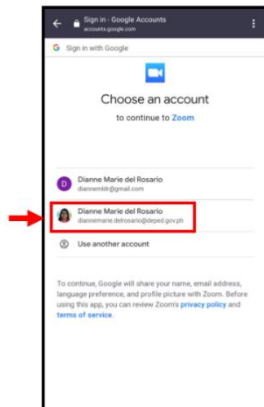 Sign in - Google Accounts
accounts.google.com
G Sign in with Google
Choose an account
to continue to Zoom
D Dianne Marie del Rosario
diannemldr@gmail.com
Dianne Marie del Rosario
diannemarie.delrosario@deped.gov.ph
Use another account
To continue, Google will share your name, email address,
language preference, and profile picture with Zoom. Before
using this app, you can review Zoom's privacy policy and
terms of service.